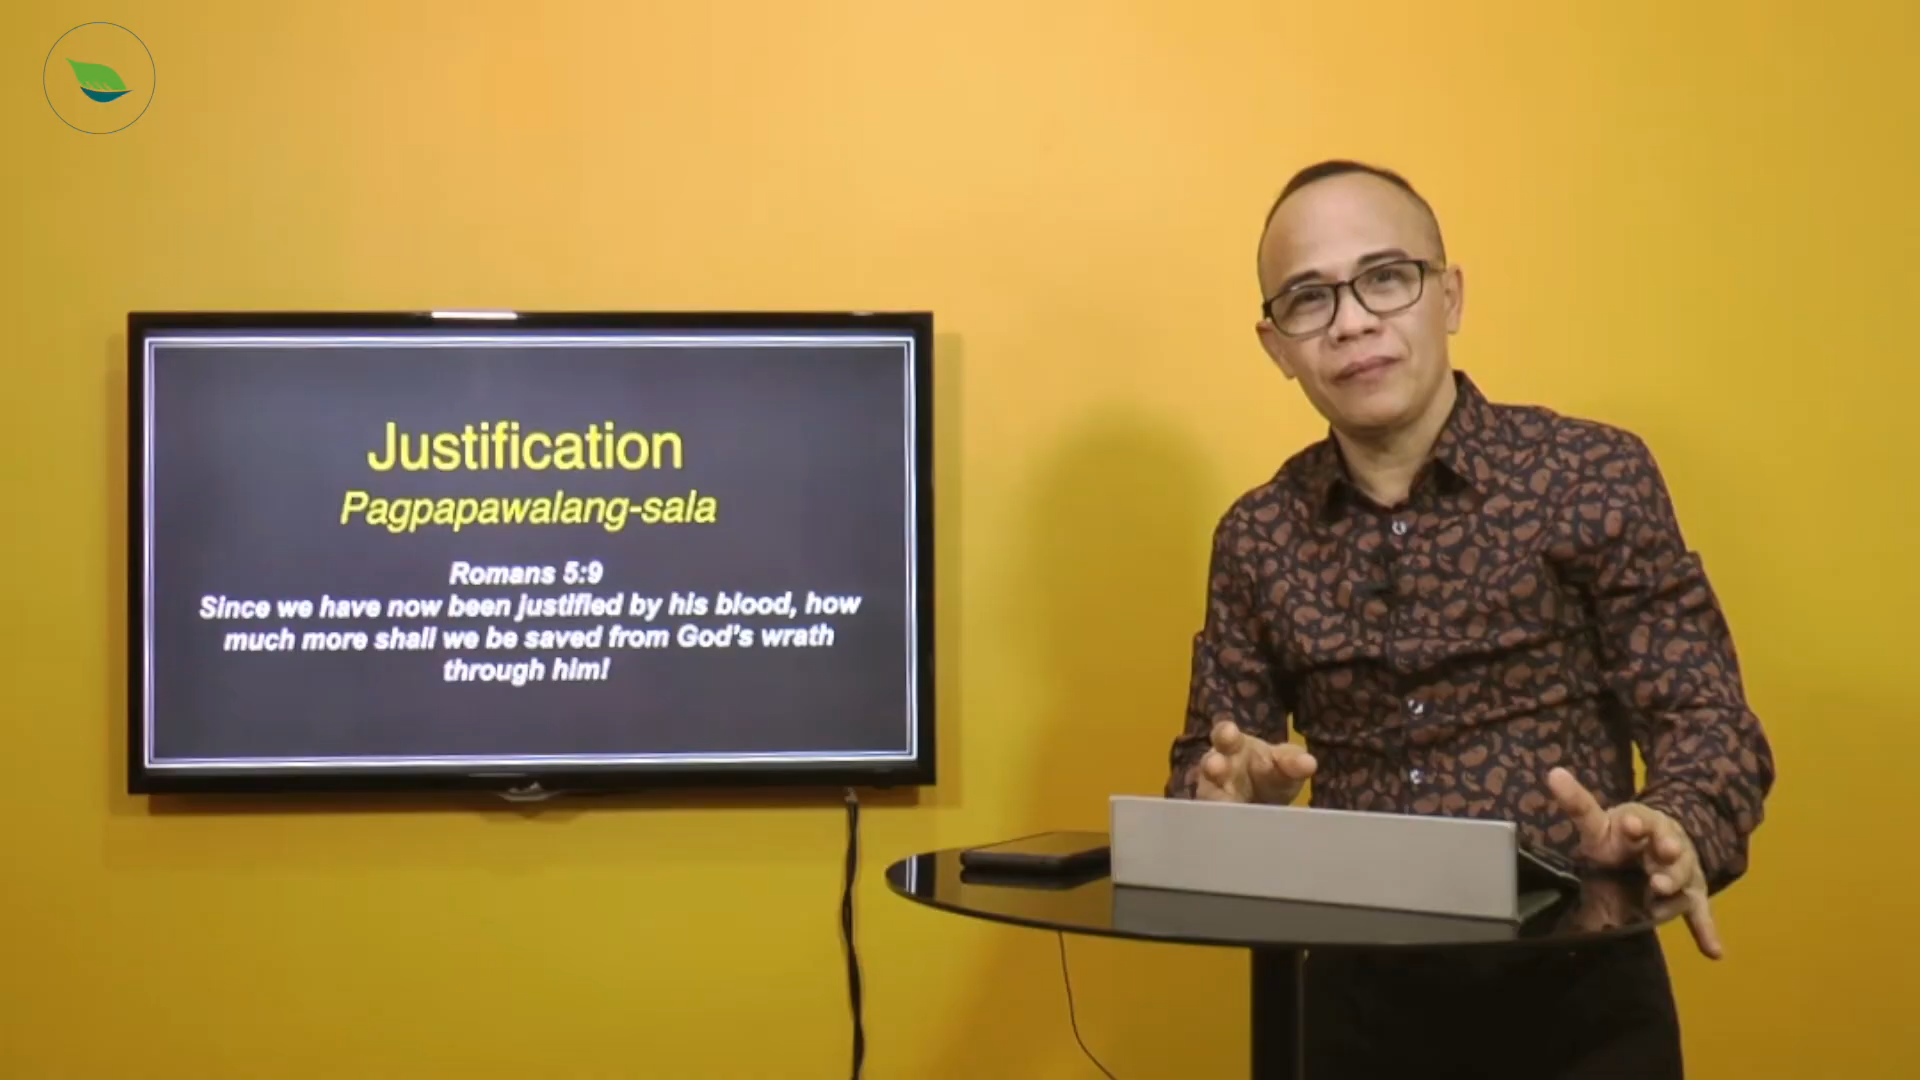 Justification
Pagpapawalang-sala
Romans 5:9
Since we have now been justified by his blood, how
much more shall we be saved from God's wrath
through him!